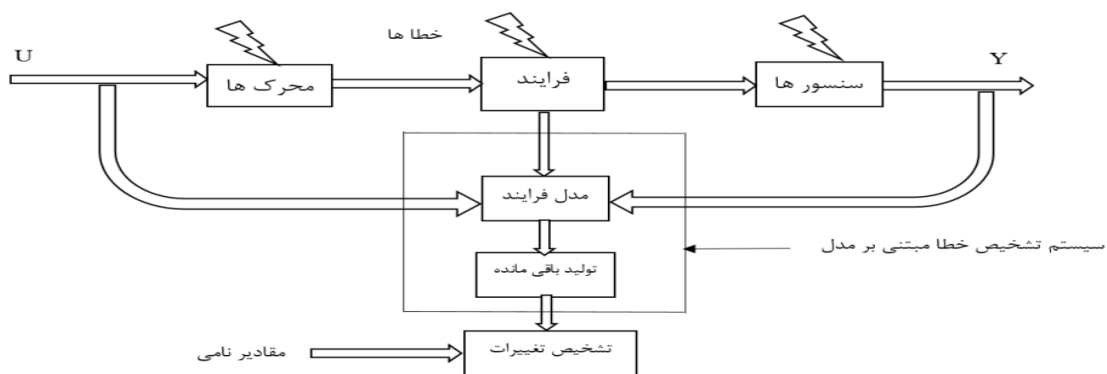 خطا ها
U
Y
محرک ها
فرایند
سنسور ها
مدل فرایند
سیستم تشخیص خطا مبتنی بر مدل
تولید باقی مانده
تشخیص تغییرات
مقادیر نامی